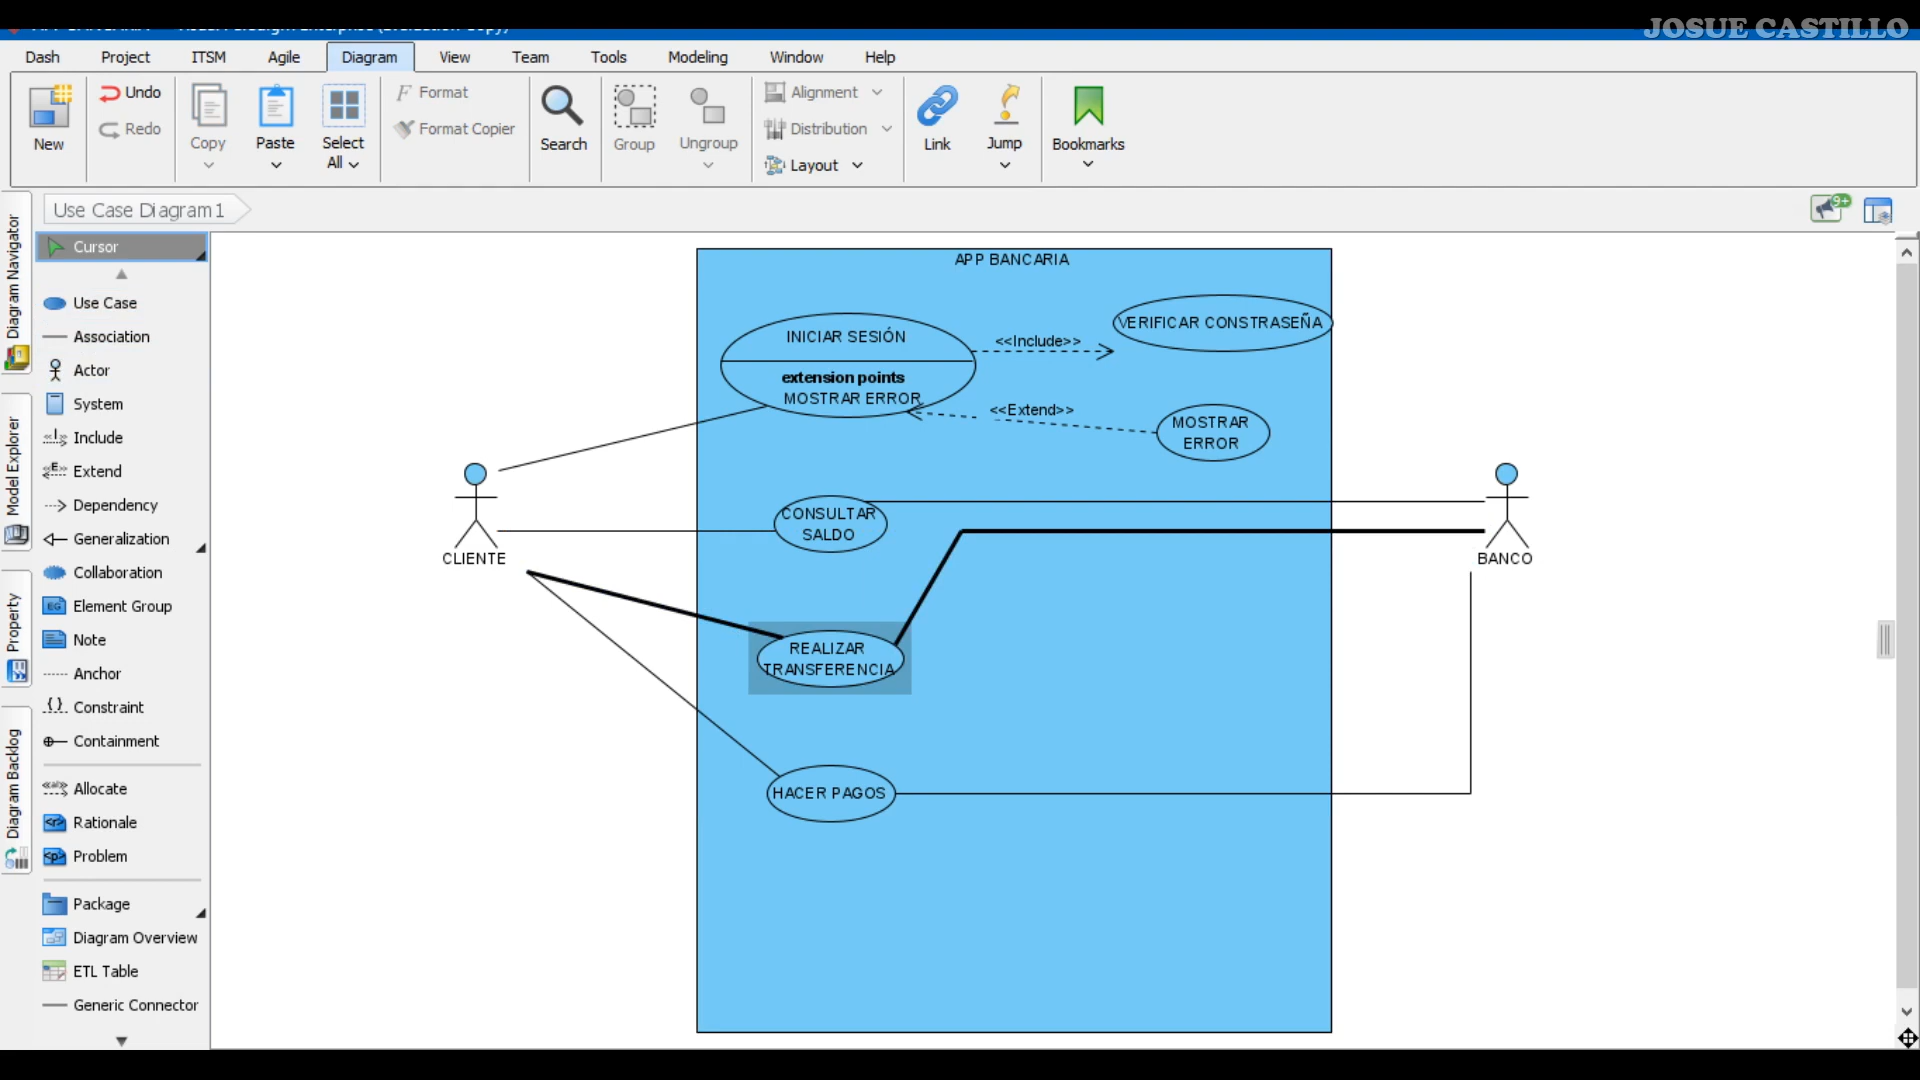 JOSUE CASTILLO
Dash Project ITSM Agile Diagram View Team Tools Modeling Window Help
New
Undo
Redo
Copy
Paste
Select
All
Format
Format Copier
Search
Group
Ungroup
Alignment
Distribution
Layout
Link
Jump
Bookmarks
Use Case Diagram1
9+
Diagram Navigator
Model Explorer
Property
Diagram Backlog
Cursor
Use Case
Association
Actor
System
Include
Extend
Dependency
Generalization
Collaboration
Element Group
Note
Anchor
Constraint
Containment
Allocate
Rationale
Problem
Package
Diagram Overview
ETL Table
Generic Connector
APP BANCARIA
INICIAR SESIÓN
extension points
MOSTRAR ERROR
<<Include>>
VERIFICAR CONSTRASEÑA
<<Extend>>
MOSTRAR
ERROR
CLIENTE
CONSULTAR
SALDO
BANCO
REALIZAR
TRANSFERENCIA
HACER PAGOS